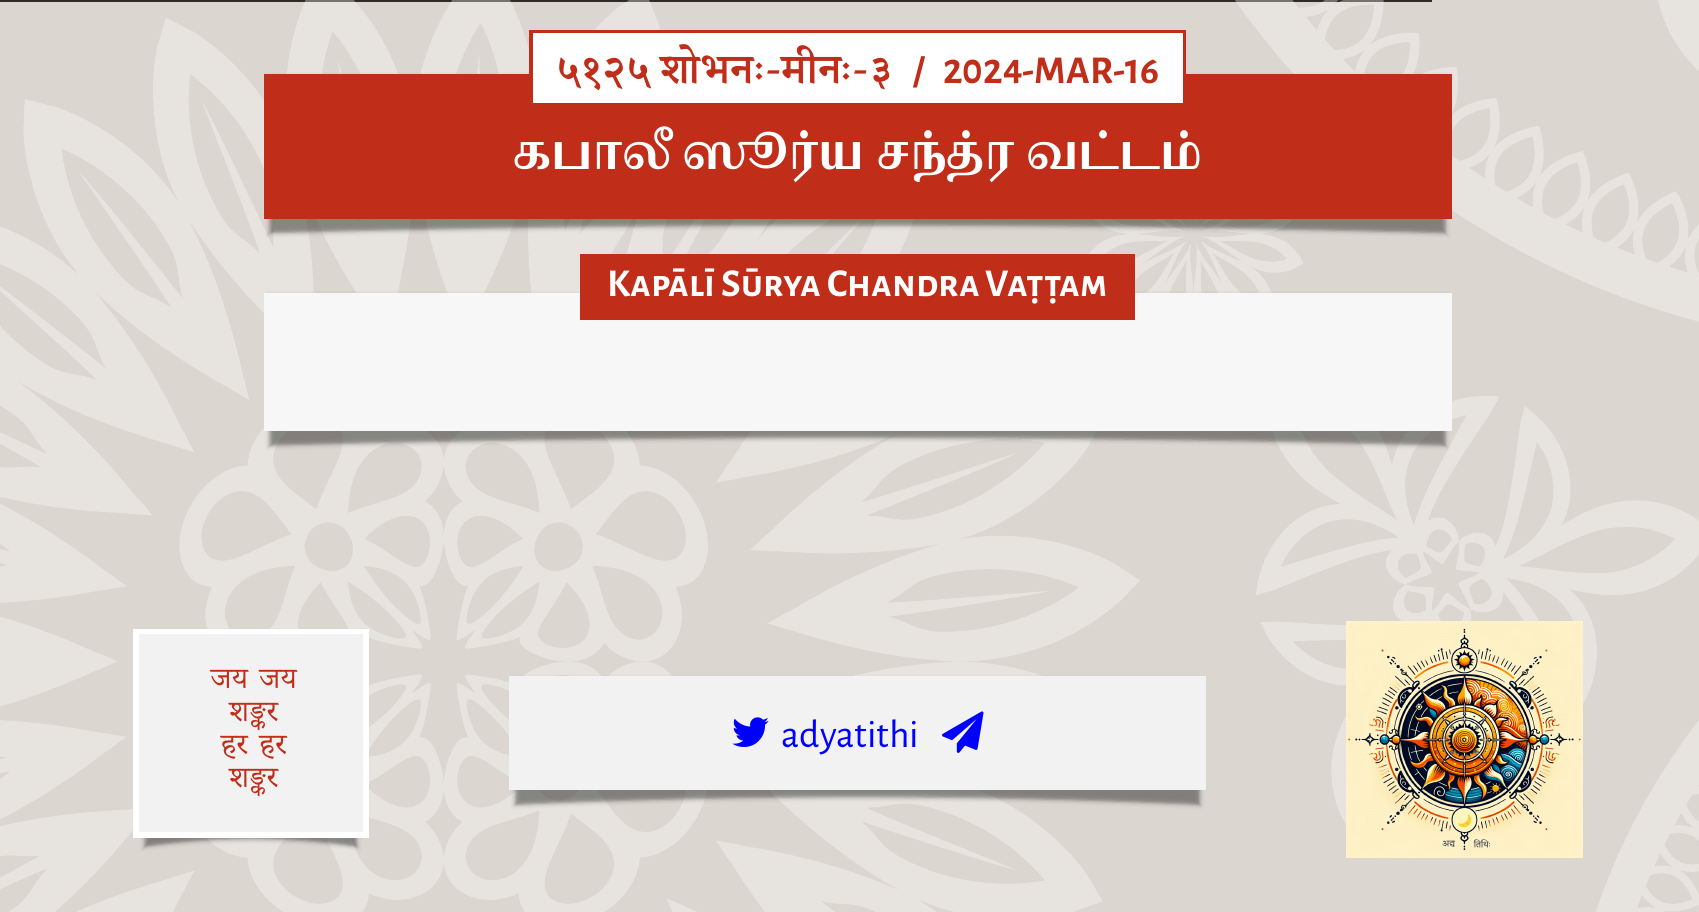 ५१२५ शोभनः-मीनः-३ / 2024-MAR-16
கபாலீ ஸூர்ய சந்த்ர வட்டம்
Kapālī Sūrya Chandra Vaṭṭam
जय जय
शङ्कर
हर हर
शङ्कर
adyatithi
अद्य तिथिः